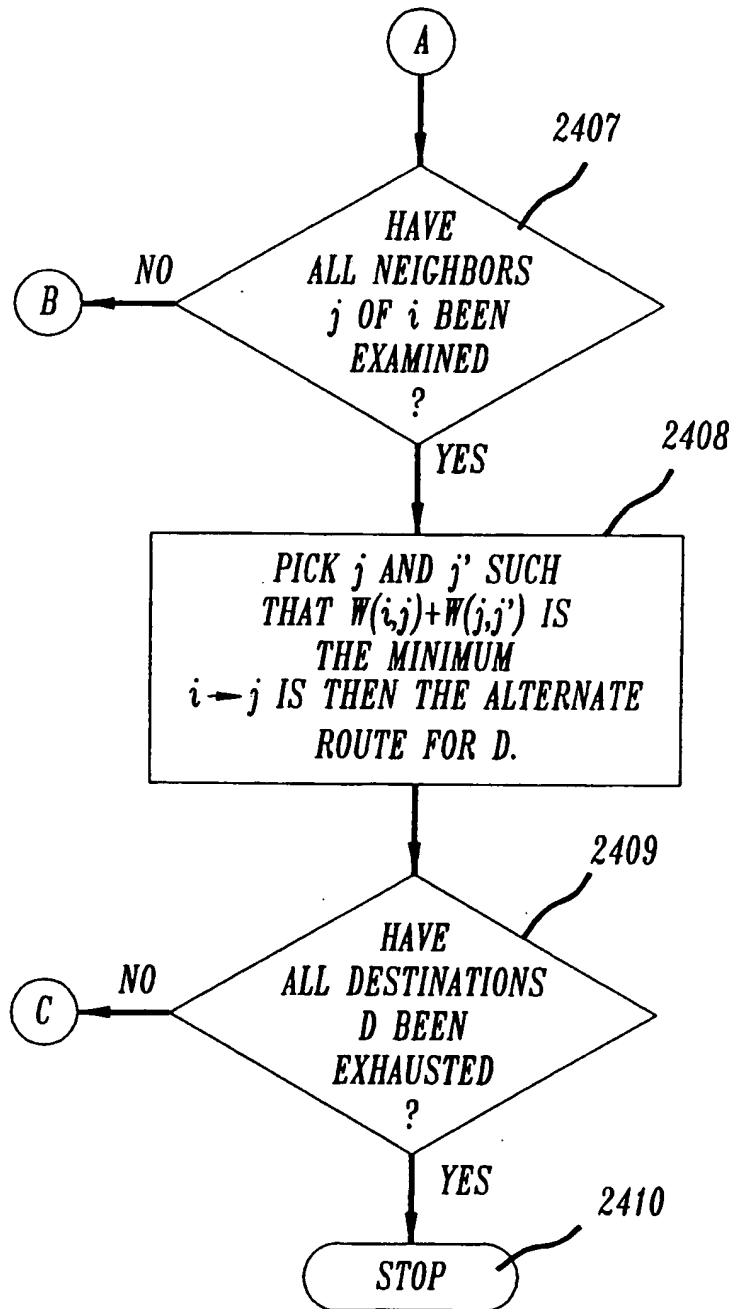 A
2407
HAVE
ALL NEIGHBORS
j OF i BEEN
EXAMINED
?
NO
B
YES
2408
PICK j AND j' SUCH
THAT W(i,j)+W(j,j') IS
THE MINIMUM
i→j IS THEN THE ALTERNATE
ROUTE FOR D.
2409
HAVE
ALL DESTINATIONS
D BEEN
EXHAUSTED
?
NO
C
YES
2410
STOP